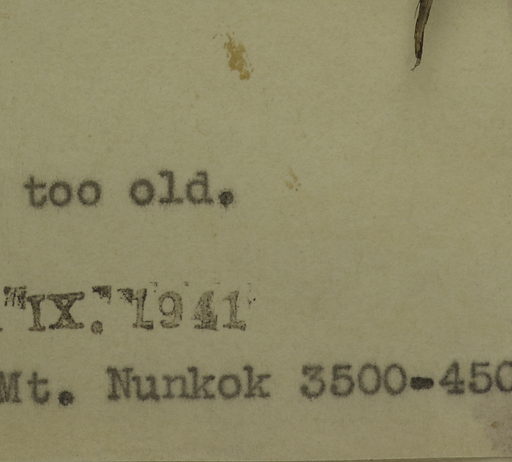 too old.
IX. 1941
Mt. Nunkok 3500-450